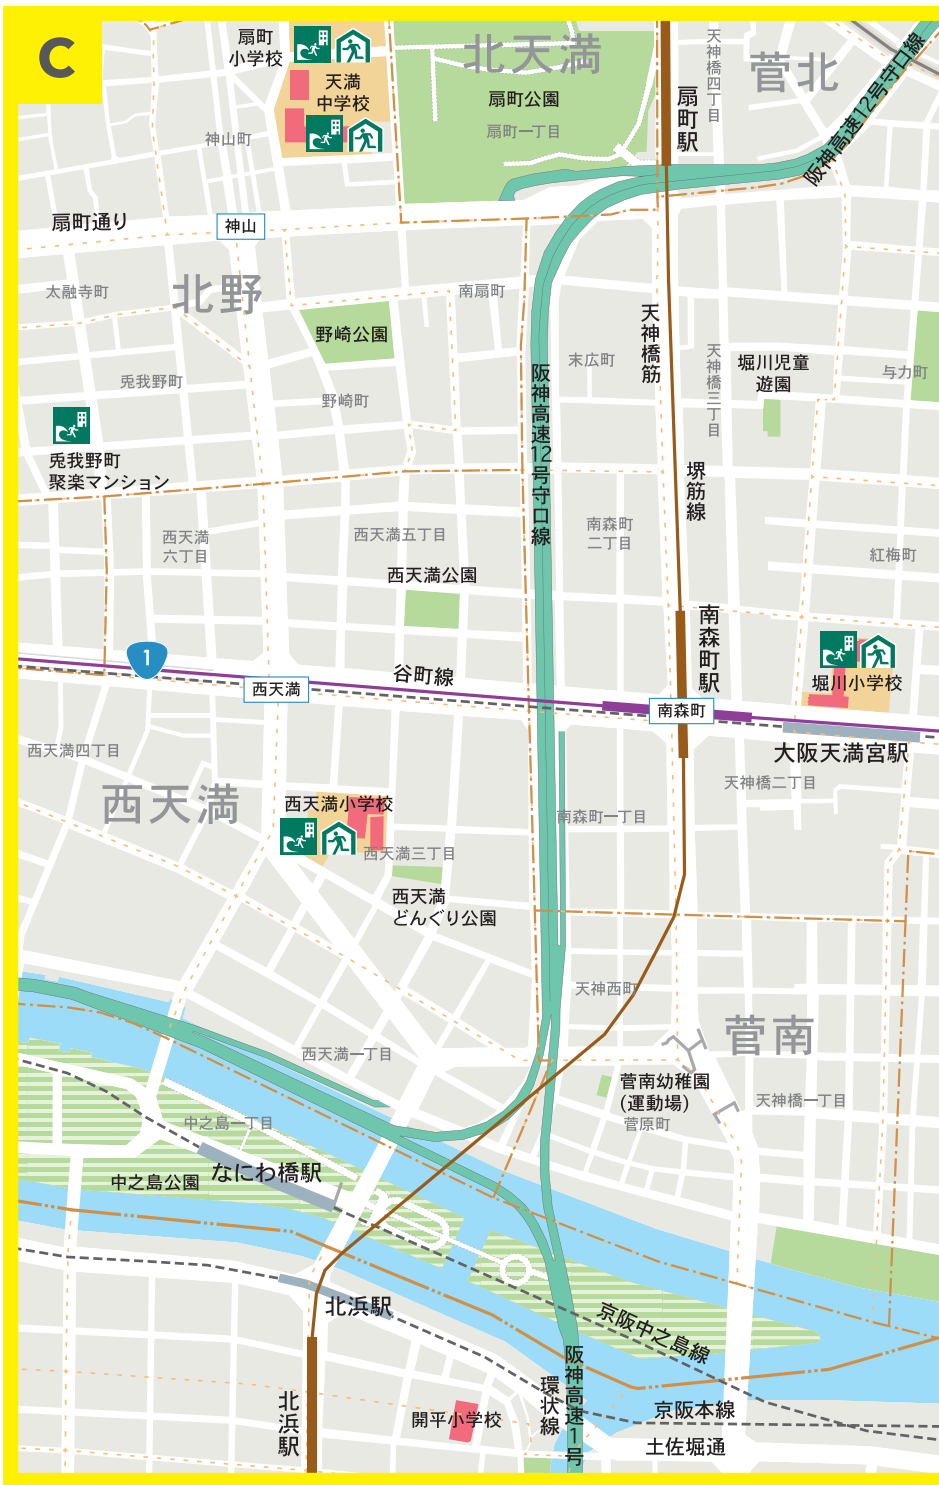 C
扇町
小学校
天満
中学校
北天満
扇町公園
扇町一丁目
扇町駅
天神橋四丁目
菅北
阪神高速12号守口線
神山町
扇町通り
神山
太融寺町
北野
南扇町
野崎公園
天神橋筋
末広町
天神橋三丁目
堀川児童
遊園
与力町
兎我野町
野崎町
阪神高速12号守口線
兎我野町
聚楽マンション
堺筋線
西天満
六丁目
西天満五丁目
南森町
二丁目
紅梅町
西天満公園
南森町駅
1
谷町線
西天満
南森町
堀川小学校
大阪天満宮駅
西天満四丁目
天神橋二丁目
西天満
西天満小学校
南森町一丁目
西天満三丁目
西天満
どんぐり公園
天神西町
菅南
西天満一丁目
菅南幼稚園
(運動場)
菅原町
天神橋一丁目
中之島一丁目
なにわ橋駅
中之島公園
北浜駅
京阪中之島線
阪神高速1号
環状線
北浜駅
開平小学校
京阪本線
土佐堀通